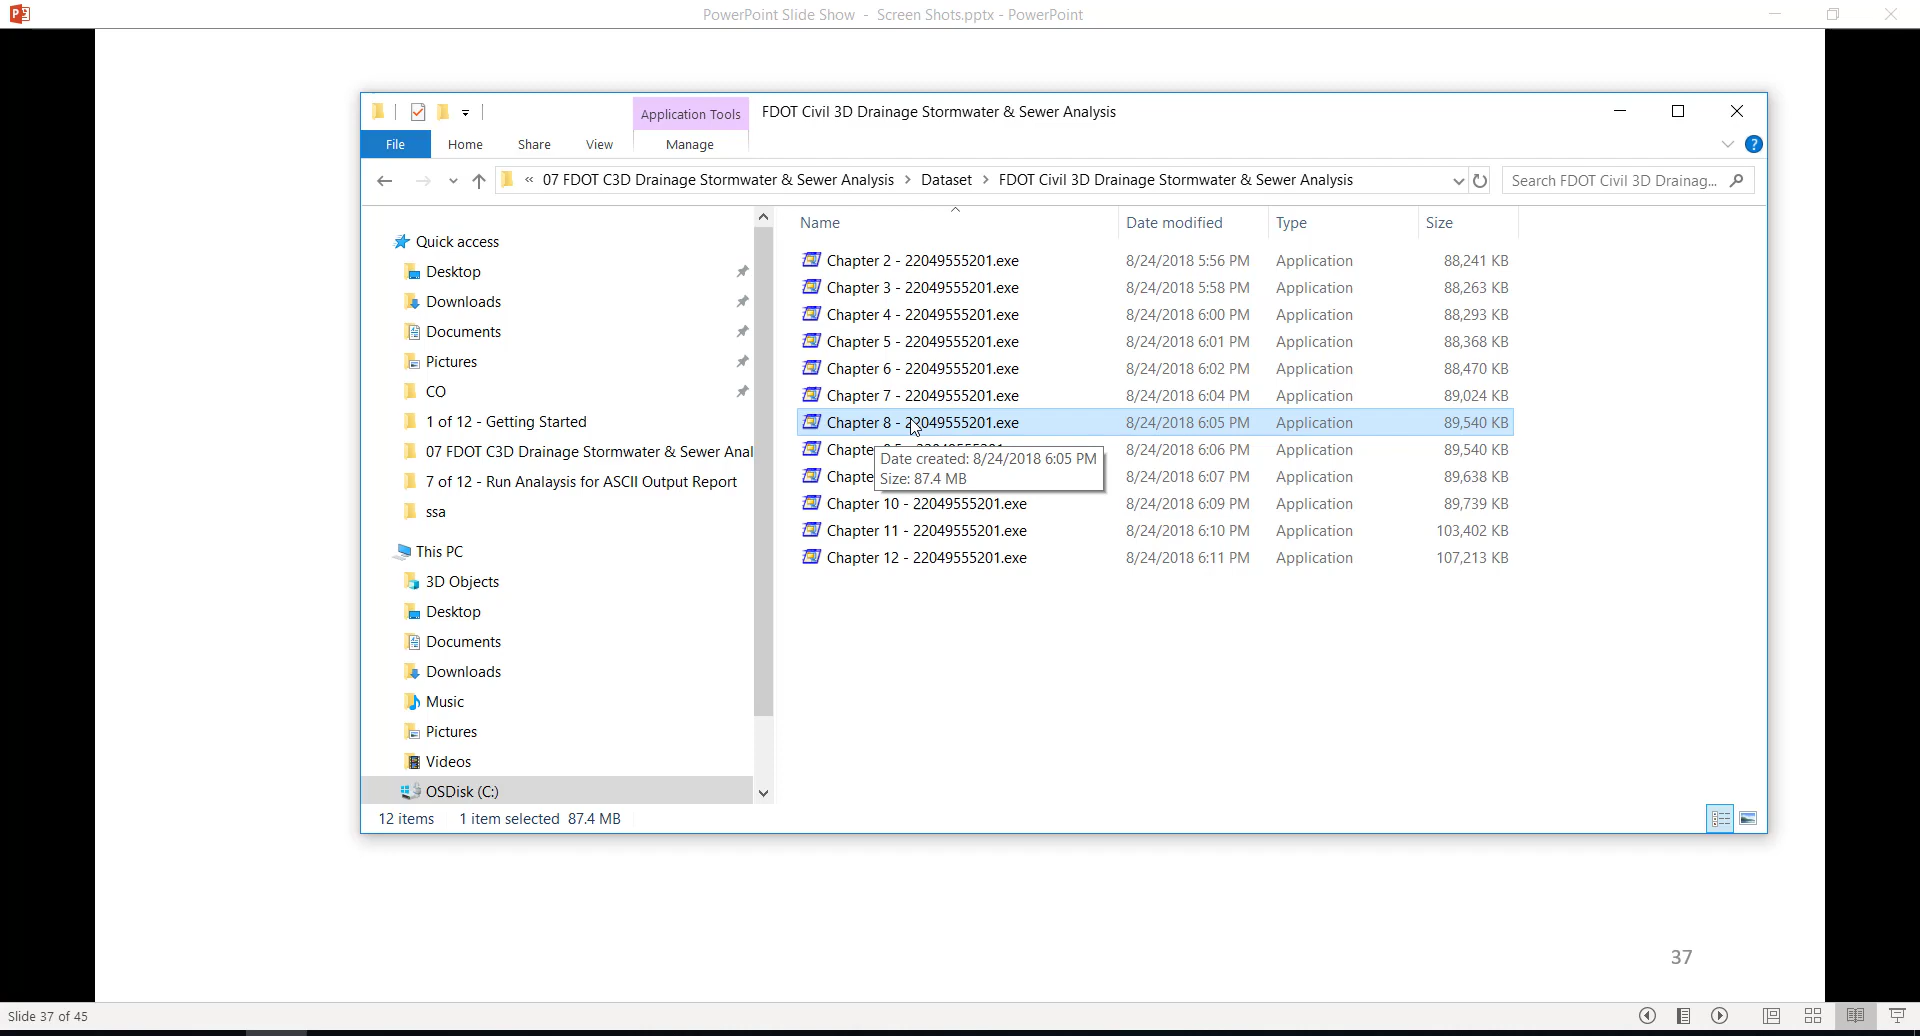 PowerPoint Slide Show - Screen Shots.pptx - PowerPoint
Application Tools
FDOT Civil 3D Drainage Stormwater & Sewer Analysis
File Home Share View Manage
« 07 FDOT C3D Drainage Stormwater & Sewer Analysis > Dataset > FDOT Civil 3D Drainage Stormwater & Sewer Analysis
Search FDOT Civil 3D Drainag...
Quick access
Desktop
Downloads
Documents
Pictures
CO
1 of 12 - Getting Started
07 FDOT C3D Drainage Stormwater & Sewer Anal
7 of 12 - Run Analaysis for ASCII Output Report
ssa
This PC
3D Objects
Desktop
Documents
Downloads
Music
Pictures
Videos
OSDisk (C:)
Name Date modified Type Size
Chapter 2 - 22049555201.exe 8/24/2018 5:56 PM Application 88,241 KB
Chapter 3 - 22049555201.exe 8/24/2018 5:58 PM Application 88,263 KB
Chapter 4 - 22049555201.exe 8/24/2018 6:00 PM Application 88,293 KB
Chapter 5 - 22049555201.exe 8/24/2018 6:01 PM Application 88,368 KB
Chapter 6 - 22049555201.exe 8/24/2018 6:02 PM Application 88,470 KB
Chapter 7 - 22049555201.exe 8/24/2018 6:04 PM Application 89,024 KB
Chapter 8 - 22049555201.exe 8/24/2018 6:05 PM Application 89,540 KB
Chapte 8/24/2018 6:06 PM Application 89,540 KB
Chapte 8/24/2018 6:07 PM Application 89,638 KB
Date created: 8/24/2018 6:05 PM
Size: 87.4 MB
Chapter 10 - 22049555201.exe 8/24/2018 6:09 PM Application 89,739 KB
Chapter 11 - 22049555201.exe 8/24/2018 6:10 PM Application 103,402 KB
Chapter 12 - 22049555201.exe 8/24/2018 6:11 PM Application 107,213 KB
12 items 1 item selected 87.4 MB
37
Slide 37 of 45